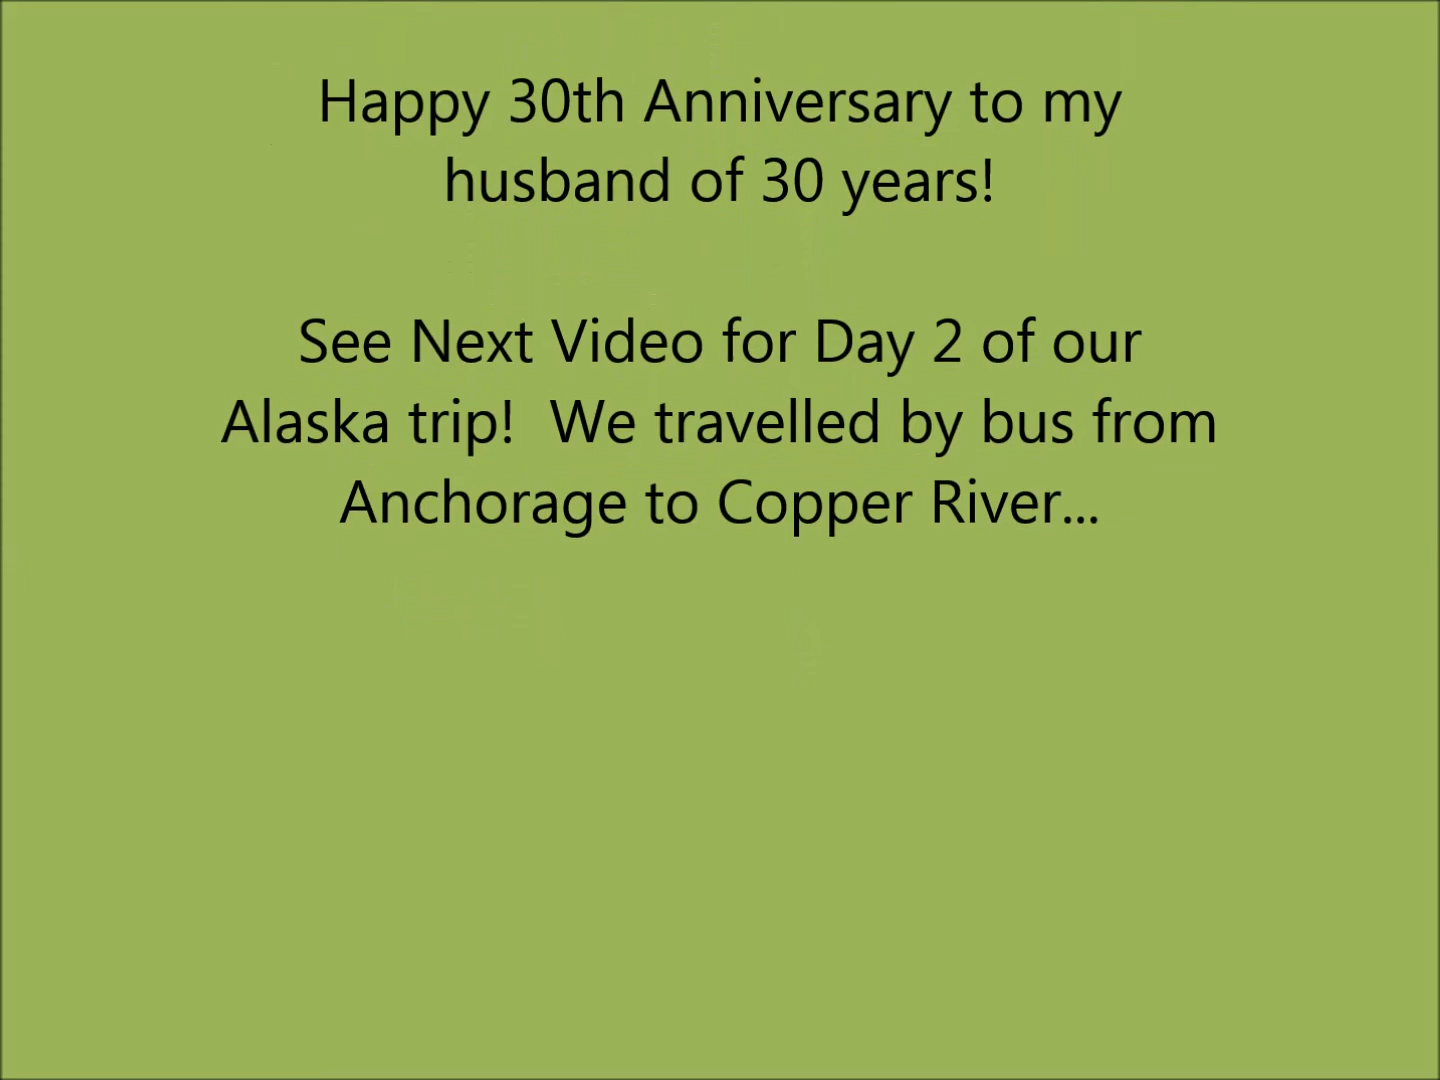 Happy 30th Anniversary to my
husband of 30 years!
See Next Video for Day 2 of our
Alaska trip!  We travelled by bus from
Anchorage to Copper River...